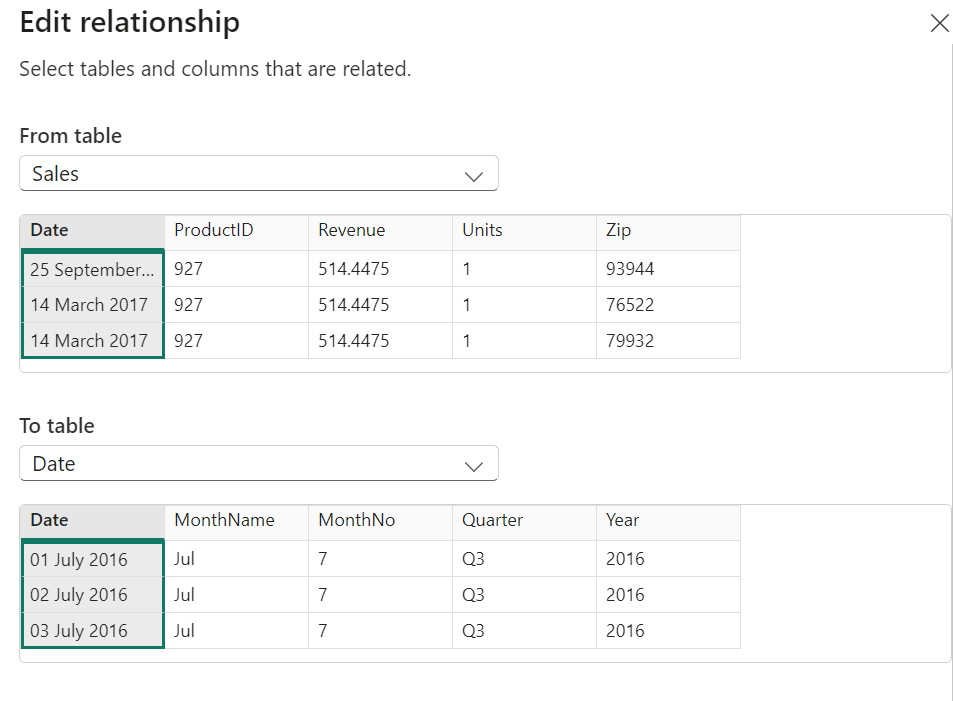 Edit relationship
Select tables and columns that are related.
From table
Sales
Date ProductID Revenue Units Zip
25 September... 927 514.4475 1 93944
14 March 2017 927 514.4475 1 76522
14 March 2017 927 514.4475 1 79932
To table
Date
Date MonthName MonthNo Quarter Year
01 July 2016 Jul 7 Q3 2016
02 July 2016 Jul 7 Q3 2016
03 July 2016 Jul 7 Q3 2016